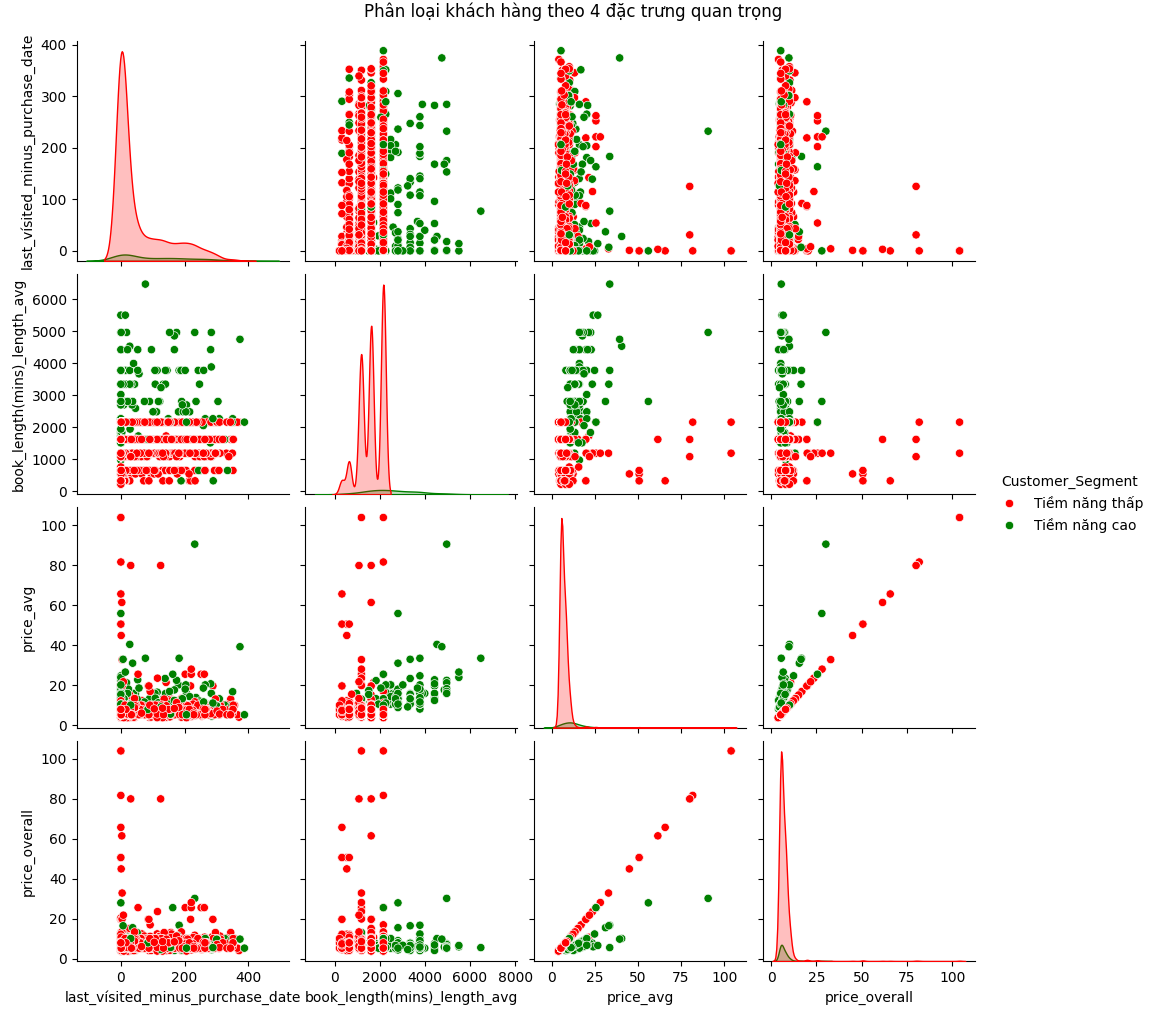 Phân loại khách hàng theo 4 đặc trưng quan trọng
last_vísited_minus_purchase_date
400
300
200
100
0
book_length(mins)_length_avg
6000
5000
4000
3000
2000
1000
0
Customer_Segment
Tiềm năng thấp
Tiềm năng cao
price_avg
100
80
60
40
20
0
price_overall
100
80
60
40
20
0
0 200 400
0 2000 4000 6000 8000
0 25 50 75 100
0 25 50 75 100
last_vísited_minus_purchase_date book_length(mins)_length_avg price_avg price_overall